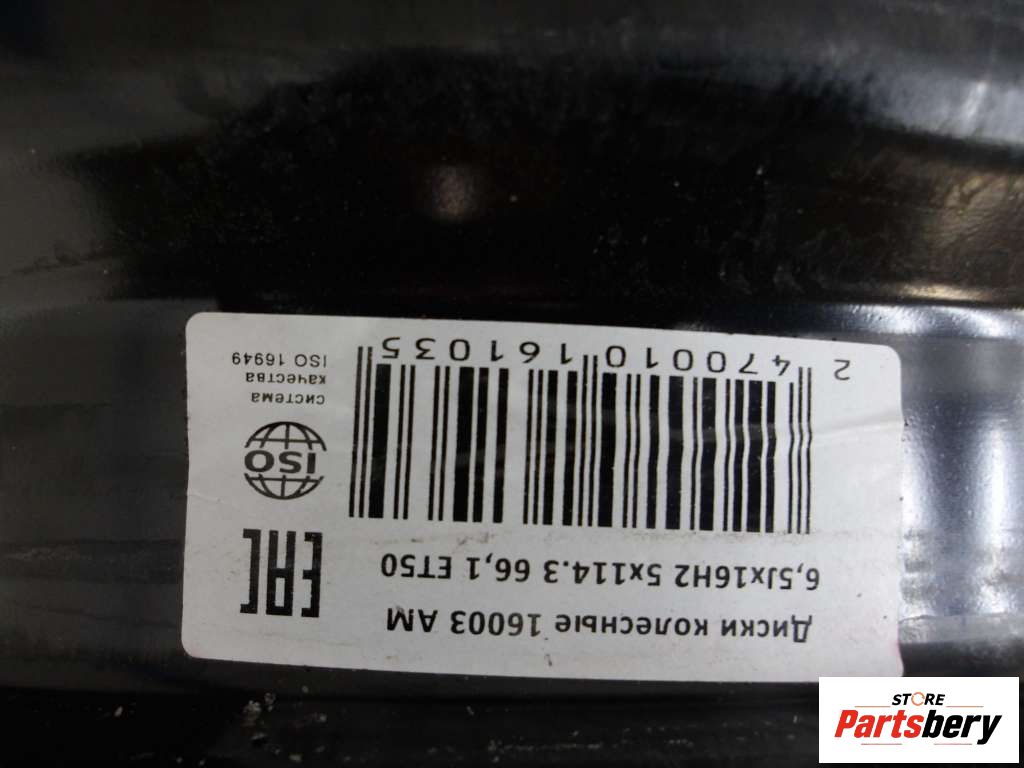 Диски колесные 16003 AM
6,5Jx16H2 5x114.3 66,1 ET50
EAC
ISO
система
качества
ISO 16949
2 470010 161035
STORE
Partsbery